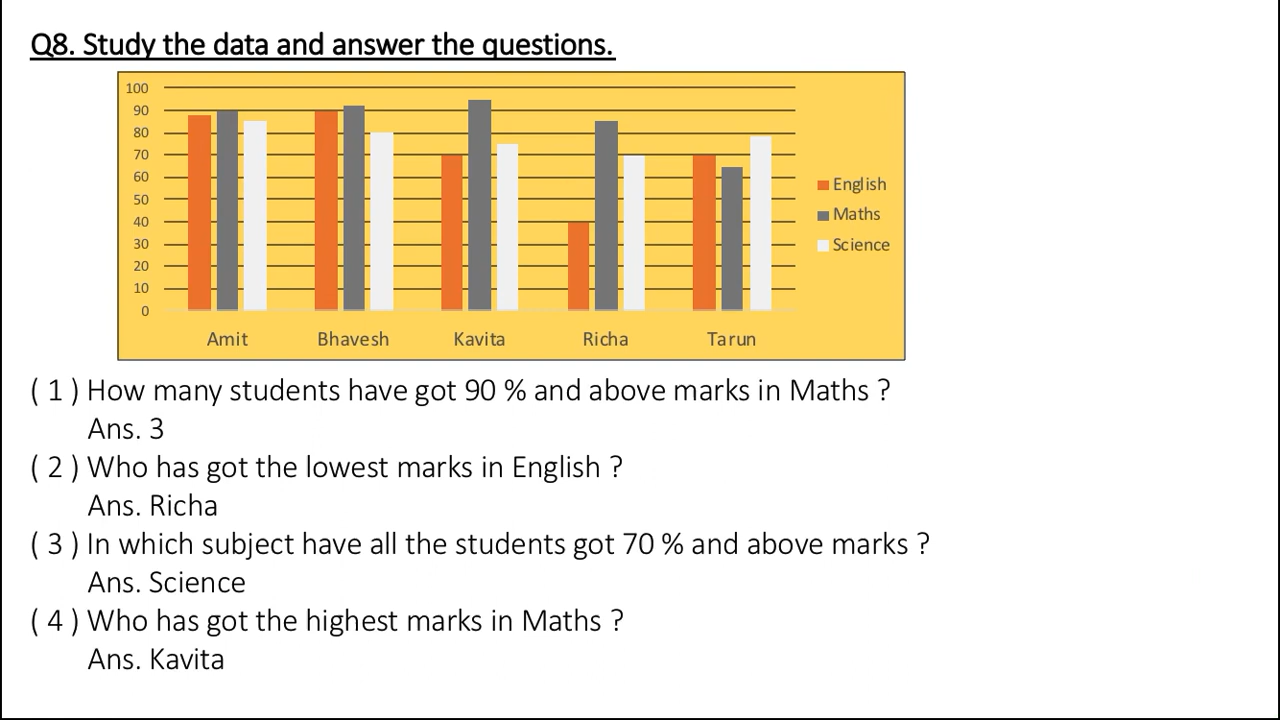 Q8. Study the data and answer the questions.
100
90
80
70
60
50
40
30
20
10
0
Amit Bhavesh Kavita Richa Tarun
English
Maths
Science
( 1 ) How many students have got 90 % and above marks in Maths ?
Ans. 3
( 2 ) Who has got the lowest marks in English ?
Ans. Richa
( 3 ) In which subject have all the students got 70 % and above marks ?
Ans. Science
( 4 ) Who has got the highest marks in Maths ?
Ans. Kavita